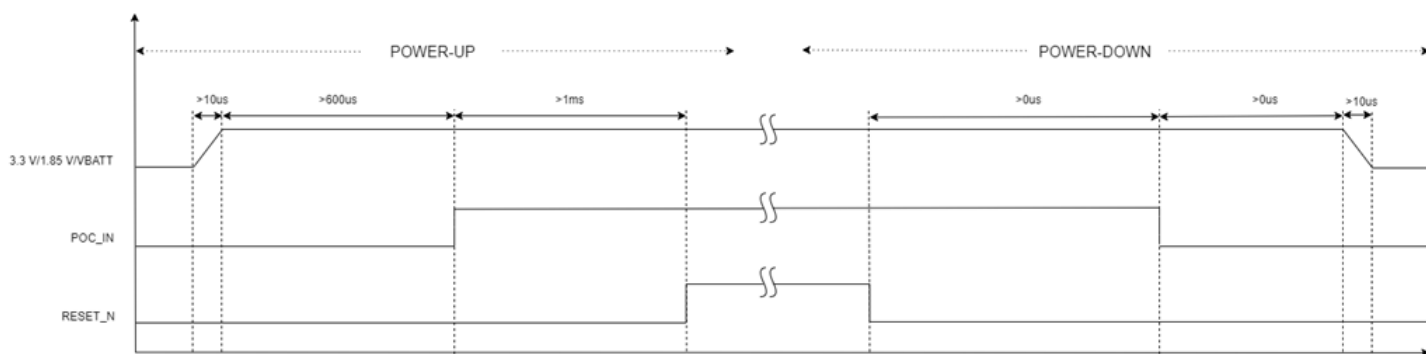 POWER-UP
POWER-DOWN
>10us
>600us
>1ms
>0us
>0us
>10us
3.3 V/1.85 V/VBATT
POC_IN
RESET_N